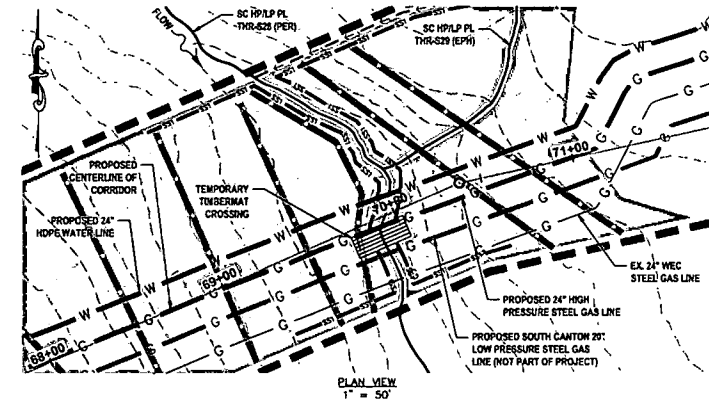 FLOW
SC HP/LP PL
THR-S28 (PER)
SC HP/LP PL
THR-S29 (EPH)
W
W
W
G
G
G
71+00
PROPOSED
CENTERLINE OF
CORRIDOR
TEMPORARY
TIMBERMAT
CROSSING
70+00
PROPOSED 24"
HDPE WATER LINE
69+00
EX. 24" WEC
STEEL GAS LINE
PROPOSED 24" HIGH
PRESSURE STEEL GAS LINE
68+00
PROPOSED SOUTH CANTON 20"
LOW PRESSURE STEEL GAS
LINE (NOT PART OF PROJECT)
PLAN VIEW
1" = 50'